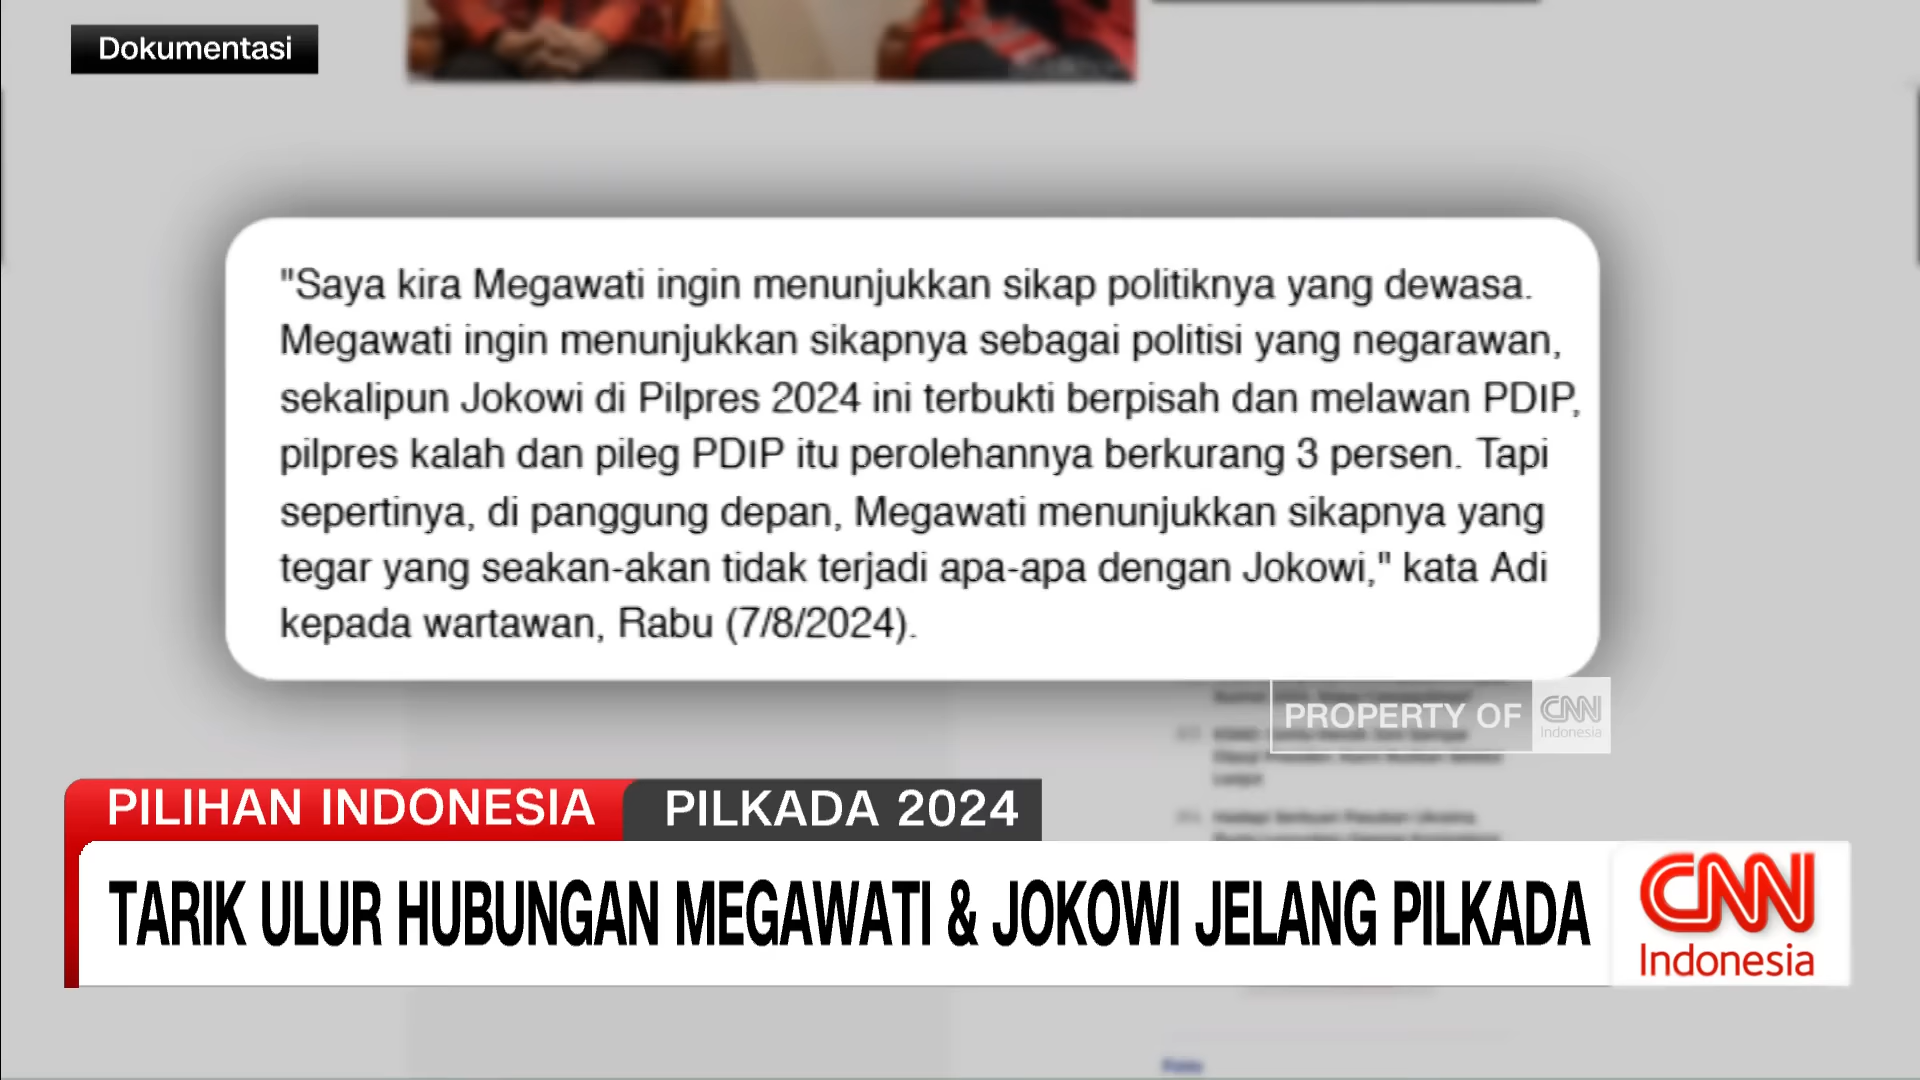 Dokumentasi
"Saya kira Megawati ingin menunjukkan sikap politiknya yang dewasa.
Megawati ingin menunjukkan sikapnya sebagai politisi yang negarawan,
sekalipun Jokowi di Pilpres 2024 ini terbukti berpisah dan melawan PDIP,
pilpres kalah dan pileg PDIP itu perolehannya berkurang 3 persen. Tapi
sepertinya, di panggung depan, Megawati menunjukkan sikapnya yang
tegar yang seakan-akan tidak terjadi apa-apa dengan Jokowi," kata Adi
kepada wartawan, Rabu (7/8/2024).
PROPERTY OF CNN Indonesia
PILIHAN INDONESIA PILKADA 2024
TARIK ULUR HUBUNGAN MEGAWATI & JOKOWI JELANG PILKADA
CNN Indonesia